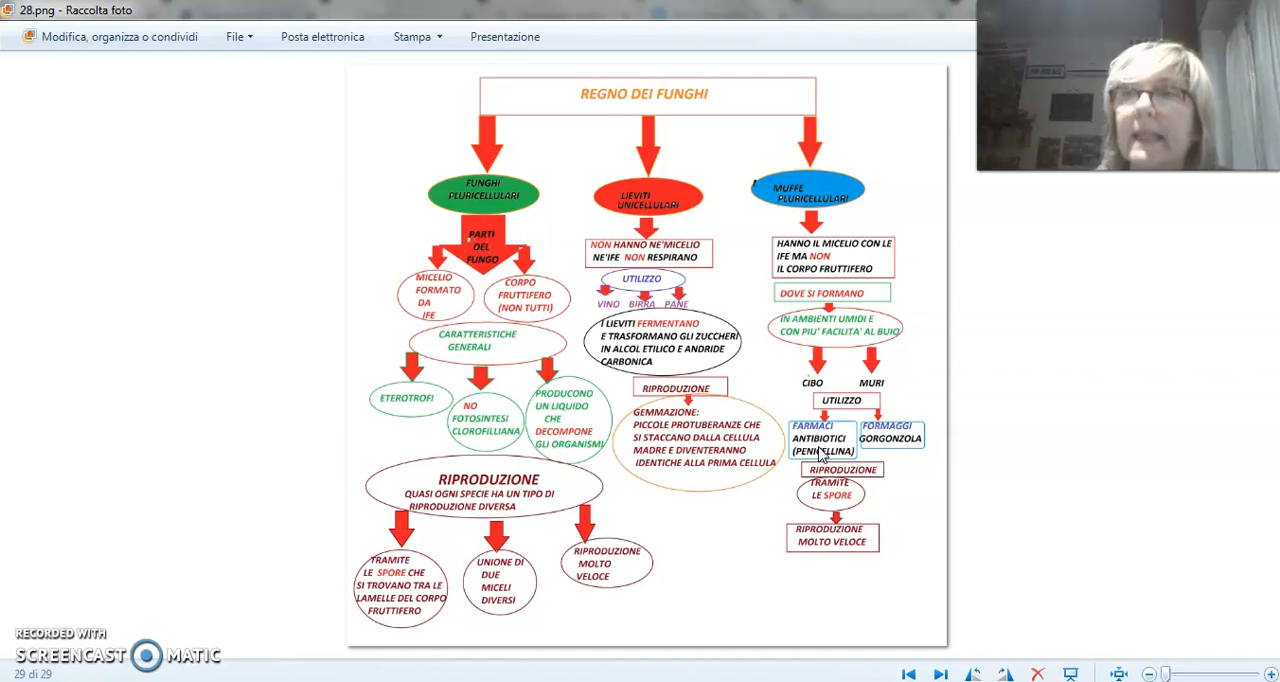 28.png - Raccolta foto
Modifica, organizza o condividi
File
Posta elettronica
Stampa
Presentazione
REGNO DEI FUNGHI
FUNGHI
PLURICELLULARI
PARTI
DEL
FUNGO
MICELIO
FORMATO
DA
IFE
CORPO
FRUTTIFERO
(NON TUTTI)
CARATTERISTICHE
GENERALI
ETEROTROFI
NO
FOTOSINTESI
CLOROFILLIANA
PRODUCONO
UN LIQUIDO
CHE
DECOMPONE
GLI ORGANISMI
RIPRODUZIONE
QUASI OGNI SPECIE HA UN TIPO DI
RIPRODUZIONE DIVERSA
TRAMITE
LE SPORE CHE
SI TROVANO TRA LE
LAMELLE DEL CORPO
FRUTTIFERO
UNIONE DI
DUE
MICELI
DIVERSI
RIPRODUZIONE
MOLTO
VELOCE
LIEVITI
UNICELLULARI
NON HANNO NE'MICELIO
NE'IFE NON RESPIRANO
UTILIZZO
VINO BIRRA PANE
I LIEVITI FERMENTANO
E TRASFORMANO GLI ZUCCHERI
IN ALCOL ETILICO E ANDRIDE
CARBONICA
RIPRODUZIONE
GEMMAZIONE:
PICCOLE PROTUBERANZE CHE
SI STACCANO DALLA CELLULA
MADRE E DIVENTERANNO
IDENTICHE ALLA PRIMA CELLULA
MUFFE
PLURICELLULARI
HANNO IL MICELIO CON LE
IFE MA NON
IL CORPO FRUTTIFERO
DOVE SI FORMANO
IN AMBIENTI UMIDI E
CON PIU' FACILITA' AL BUIO
CIBO MURI
UTILIZZO
FARMACI
ANTIBIOTICI
(PENICELLINA)
FORMAGGI
GORGONZOLA
RIPRODUZIONE
TRAMITE
LE SPORE
RIPRODUZIONE
MOLTO VELOCE
RECORDED WITH
SCREENCAST MATIC
29 di 29